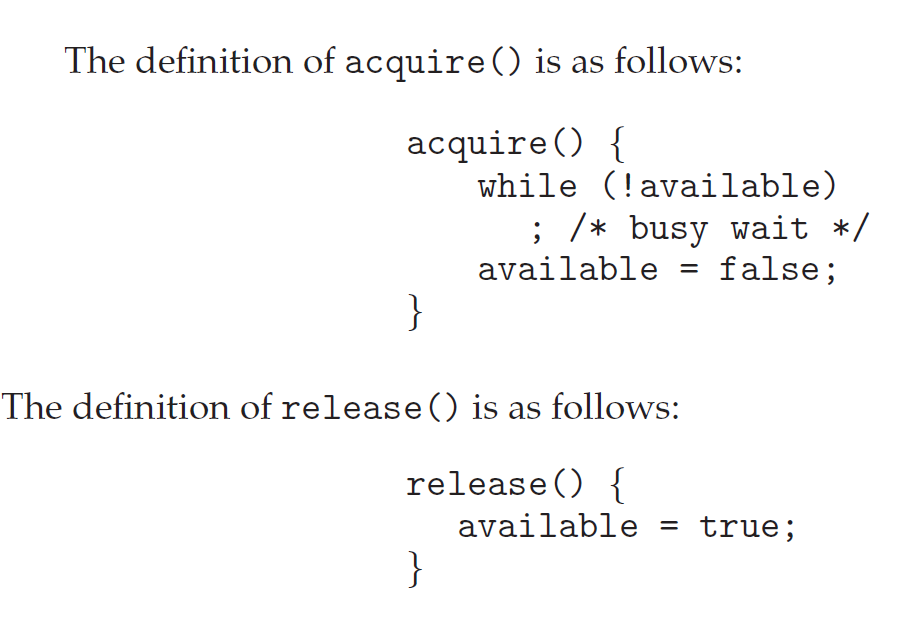 The definition of acquire() is as follows:
acquire() {
while (!available)
; /* busy wait */
available = false;
}
The definition of release() is as follows:
release() {
available = true;
}